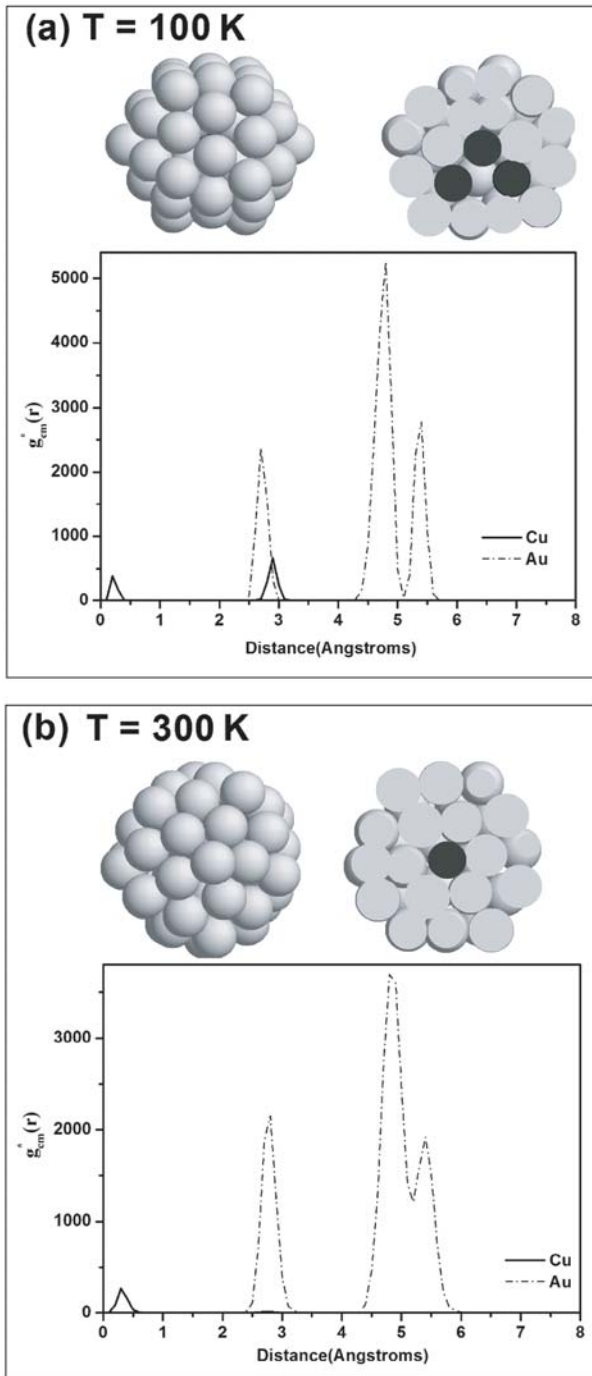 (a) T = 100 K
5000
4000
3000
2000
1000
0
g*cm(r)
Cu
Au
0 1 2 3 4 5 6 7 8
Distance(Angstroms)
(b) T = 300 K
3000
2000
1000
0
g*cm(r)
Cu
Au
0 1 2 3 4 5 6 7 8
Distance(Angstroms)